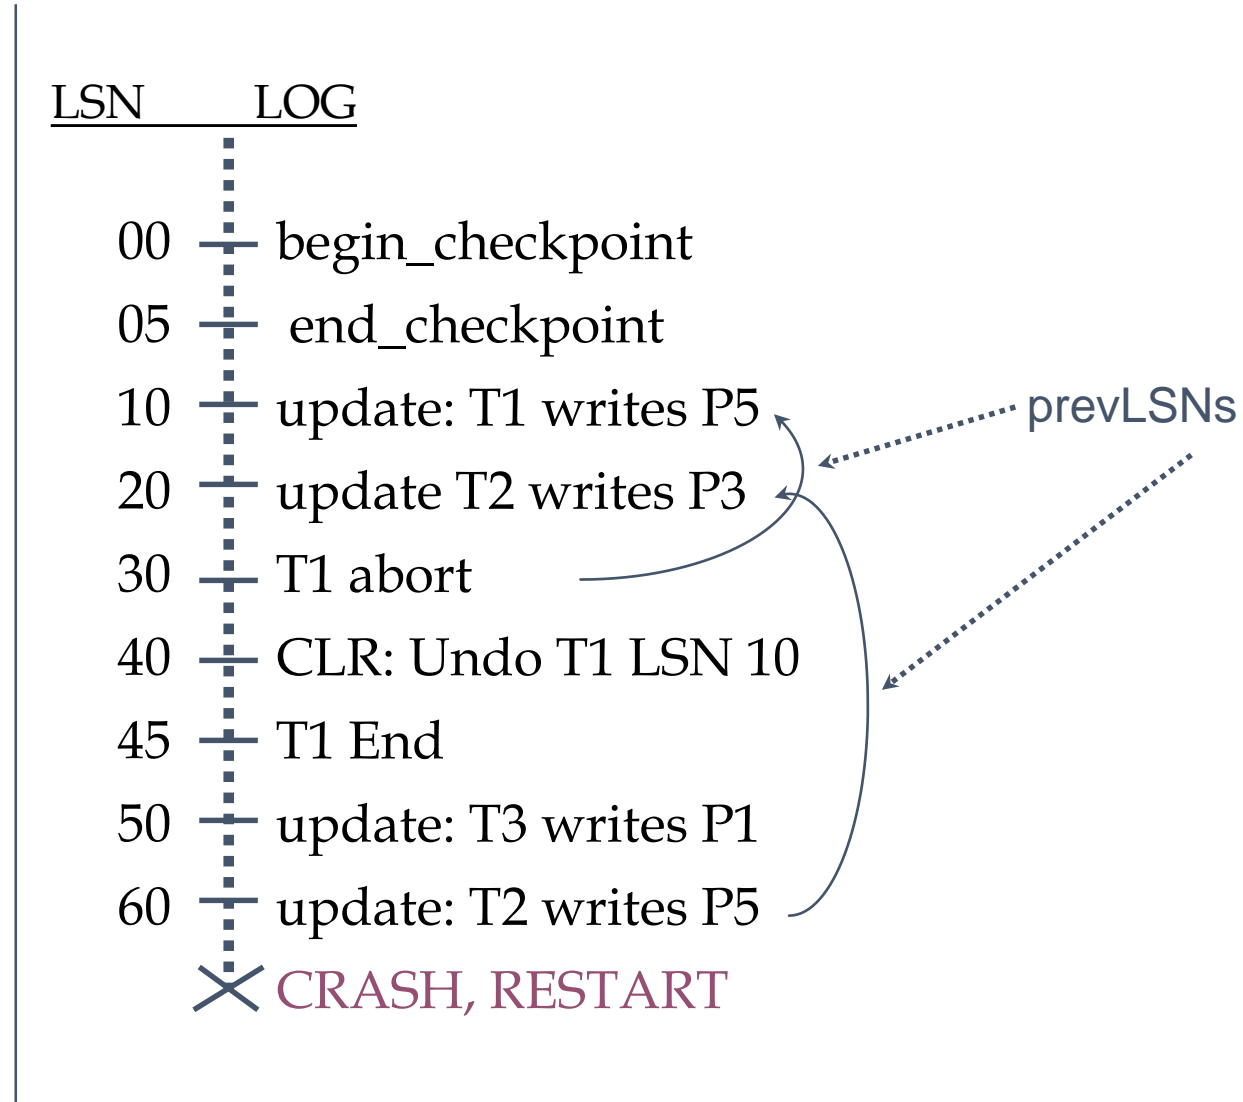 LSN LOG
00 begin_checkpoint
05 end_checkpoint
10 update: T1 writes P5
prevLSNs
20 update T2 writes P3
30 T1 abort
40 CLR: Undo T1 LSN 10
45 T1 End
50 update: T3 writes P1
60 update: T2 writes P5
CRASH, RESTART